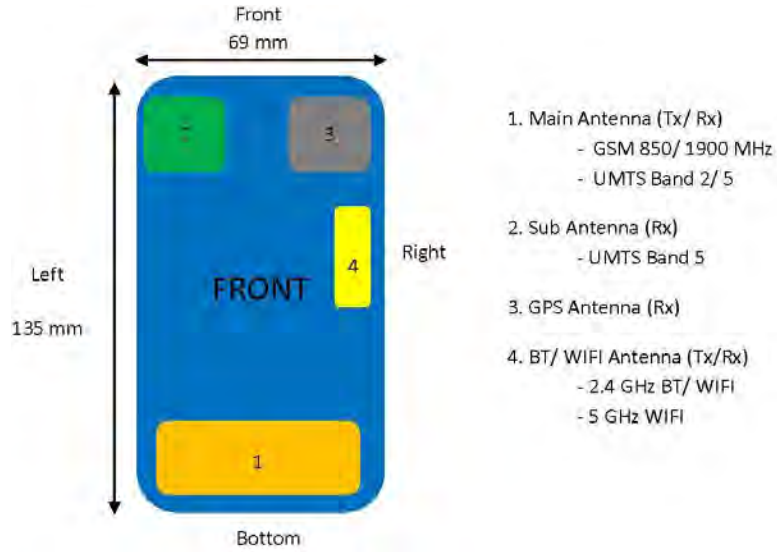 Front
69 mm
3
4
Right
FRONT
Left
135 mm
1
Bottom
1. Main Antenna (Tx/ Rx)
- GSM 850/ 1900 MHz
- UMTS Band 2/ 5
2. Sub Antenna (Rx)
- UMTS Band 5
3. GPS Antenna (Rx)
4. BT/ WIFI Antenna (Tx/Rx)
- 2.4 GHz BT/ WIFI
- 5 GHz WIFI